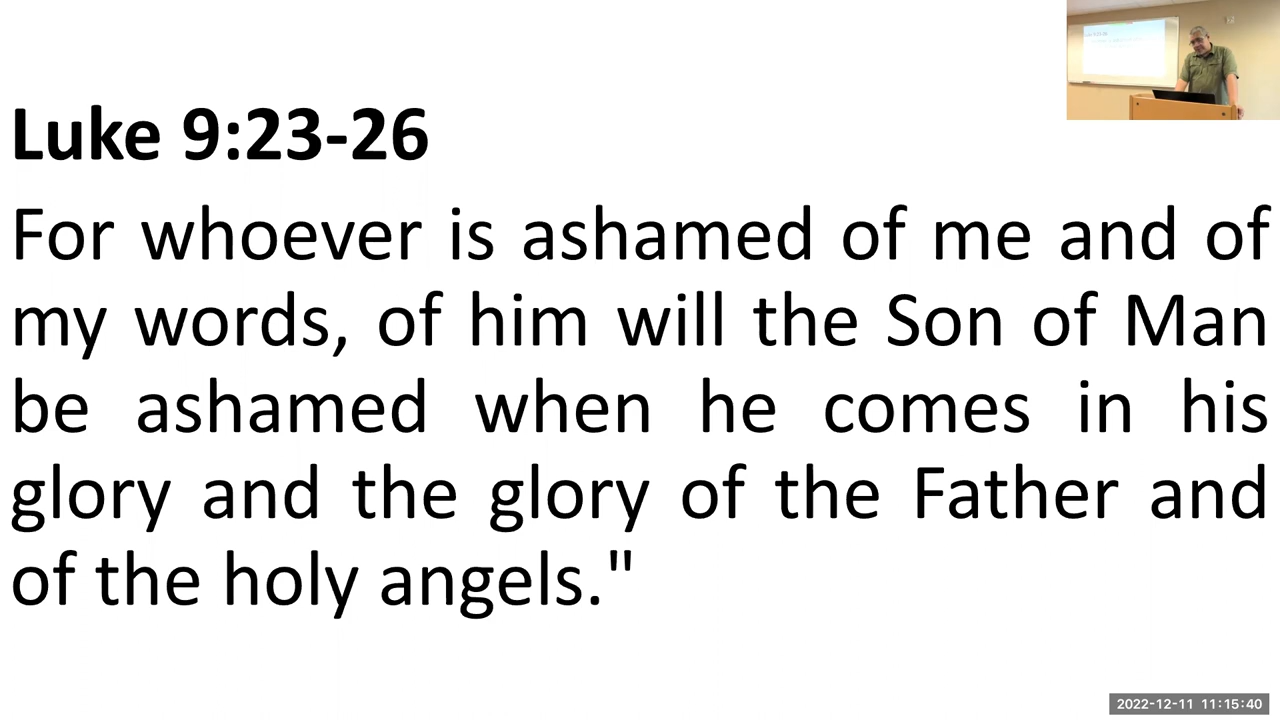 Luke 9:23-26
For whoever is ashamed of me and of
my words, of him will the Son of Man
be ashamed when he comes in his
glory and the glory of the Father and
of the holy angels."
2022-12-11 11:15:40